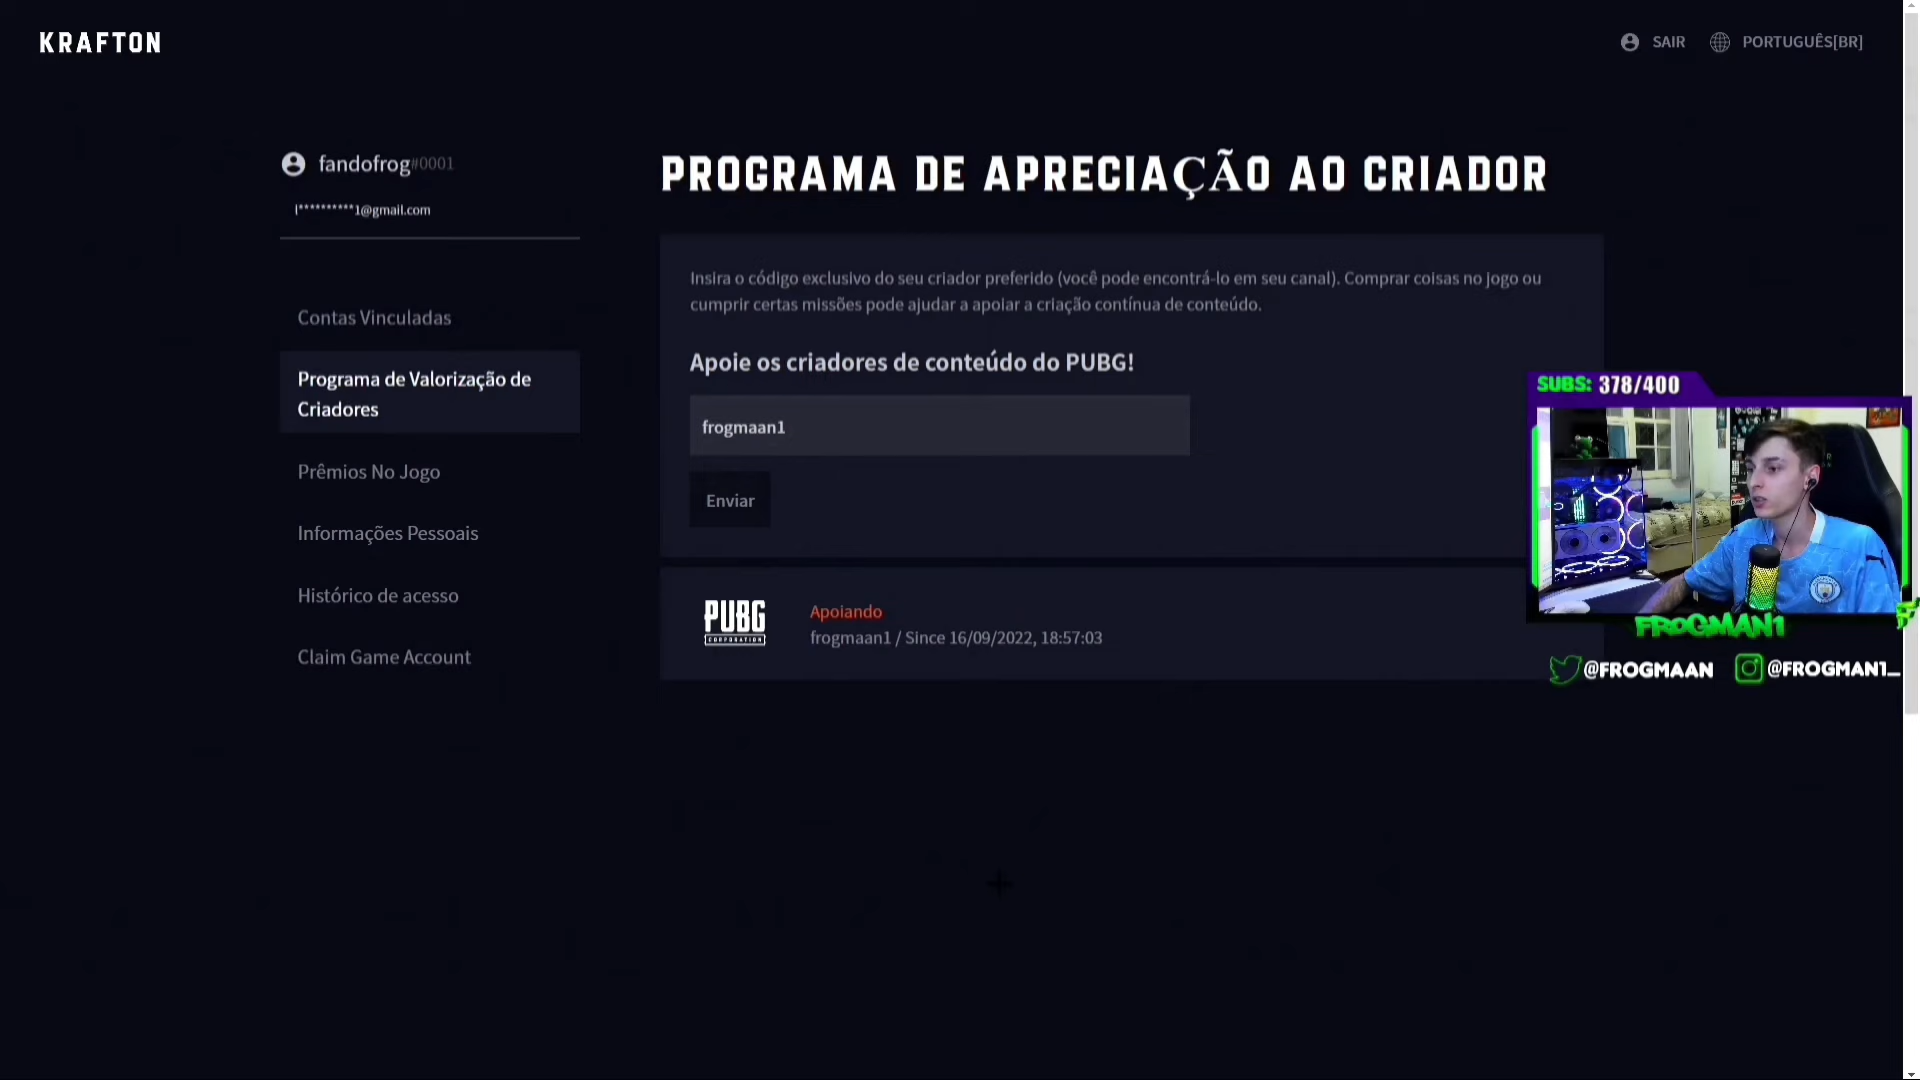 KRAFTON
SAIR
PORTUGUÊS[BR]
fandofrog#0001
l**********1@gmail.com
Contas Vinculadas
Programa de Valorização de
Criadores
Prêmios No Jogo
Informações Pessoais
Histórico de acesso
Claim Game Account
PROGRAMA DE APRECIAÇÃO AO CRIADOR
Insira o código exclusivo do seu criador preferido (você pode encontrá-lo em seu canal). Comprar coisas no jogo ou
cumprir certas missões pode ajudar a apoiar a criação contínua de conteúdo.
Apoie os criadores de conteúdo do PUBG!
frogmaan1
Enviar
PUBG
CORPORATION
Apoiando
frogmaan1 / Since 16/09/2022, 18:57:03
SUBS: 378/400
FROGMAN1
@FROGMAAN
@FROGMAN1_